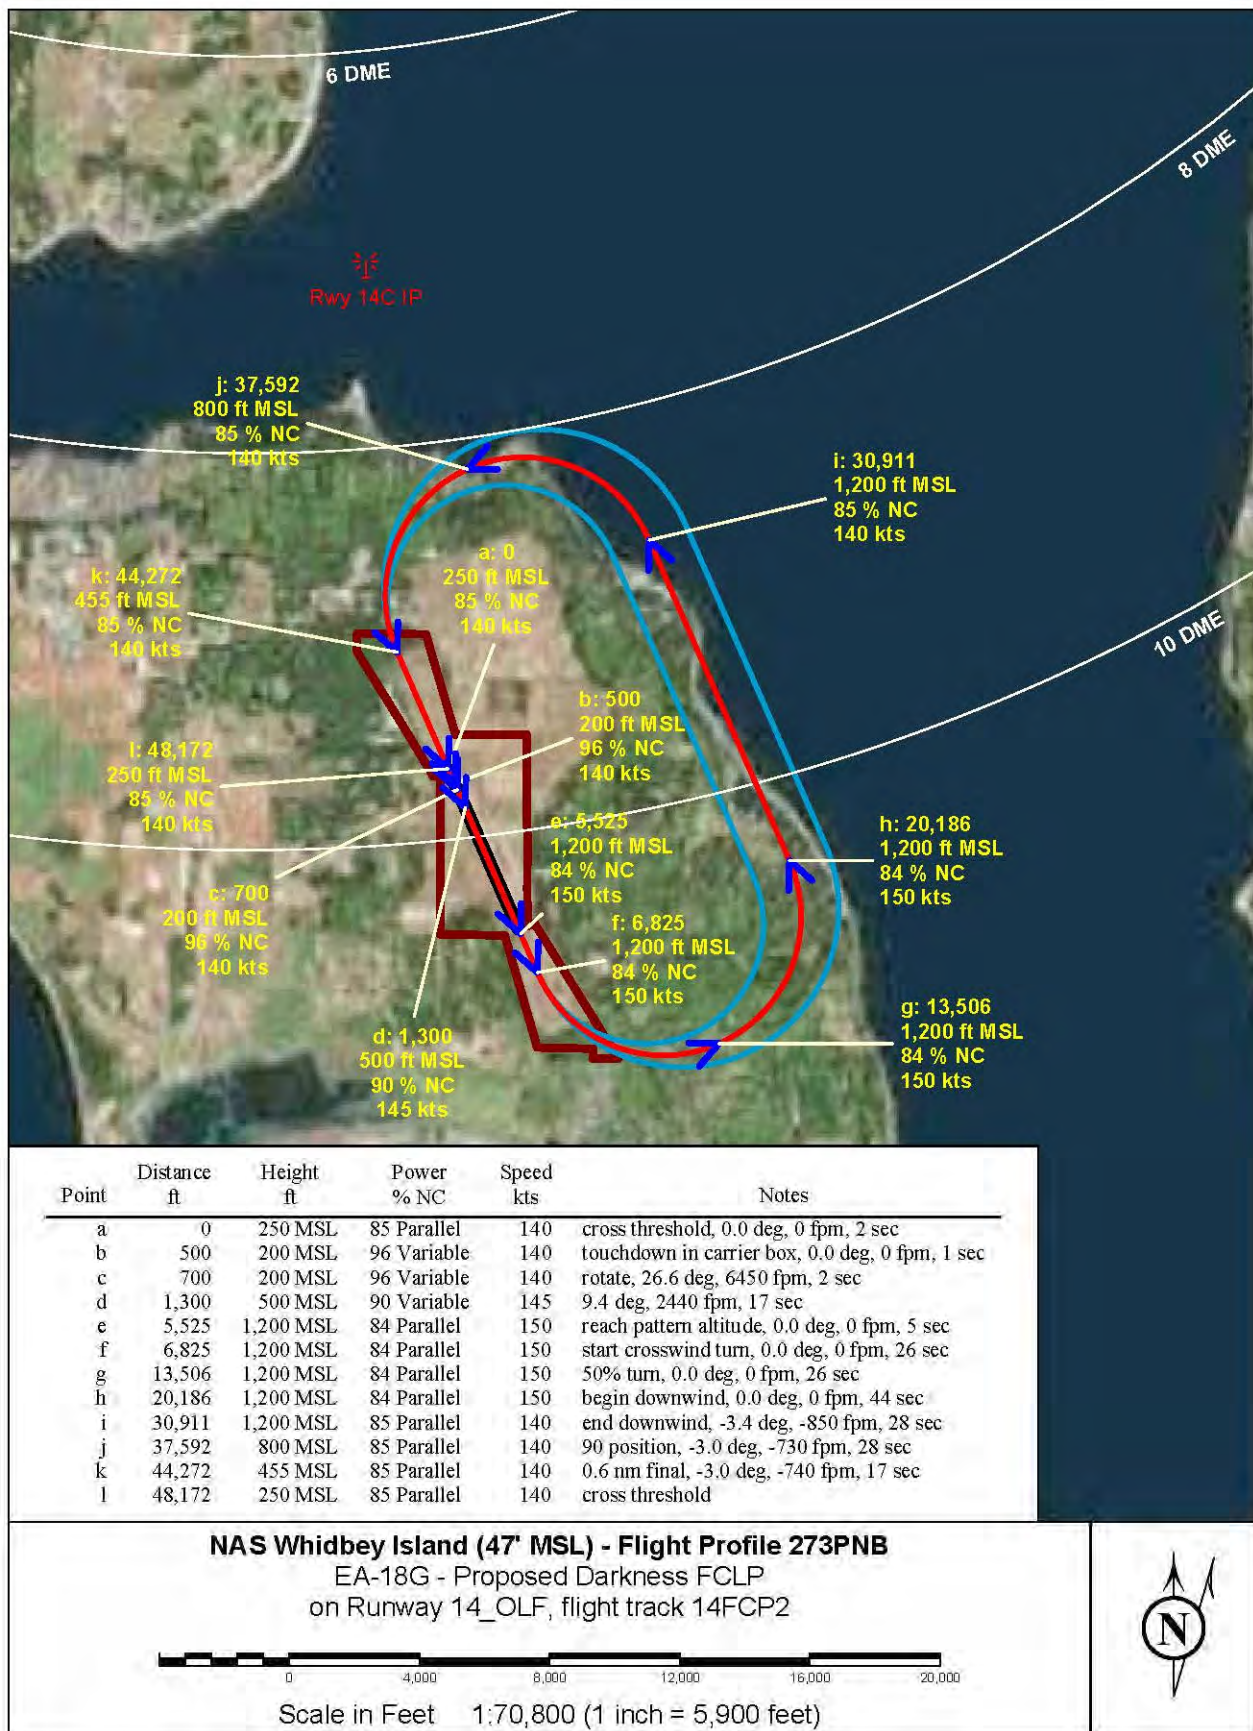 6 DME
8 DME
Rwy 14C IP
j: 37,592
800 ft MSL
85 % NC
140 kts
i: 30,911
1,200 ft MSL
85 % NC
140 kts
a: 0
250 ft MSL
85 % NC
140 kts
k: 44,272
455 ft MSL
85 % NC
140 kts
10 DME
b: 500
200 ft MSL
96 % NC
140 kts
l: 48,172
250 ft MSL
85 % NC
140 kts
e: 5,525
1,200 ft MSL
84 % NC
150 kts
h: 20,186
1,200 ft MSL
84 % NC
150 kts
c: 700
200 ft MSL
96 % NC
140 kts
f: 6,825
1,200 ft MSL
84 % NC
150 kts
g: 13,506
1,200 ft MSL
84 % NC
150 kts
d: 1,300
500 ft MSL
90 % NC
145 kts
Point Distance ft Height ft Power % NC Speed kts Notes
a 0 250 MSL 85 Parallel 140 cross threshold, 0.0 deg, 0 fpm, 2 sec
b 500 200 MSL 96 Variable 140 touchdown in carrier box, 0.0 deg, 0 fpm, 1 sec
c 700 200 MSL 96 Variable 140 rotate, 26.6 deg, 6450 fpm, 2 sec
d 1,300 500 MSL 90 Variable 145 9.4 deg, 2440 fpm, 17 sec
e 5,525 1,200 MSL 84 Parallel 150 reach pattern altitude, 0.0 deg, 0 fpm, 5 sec
f 6,825 1,200 MSL 84 Parallel 150 start crosswind turn, 0.0 deg, 0 fpm, 26 sec
g 13,506 1,200 MSL 84 Parallel 150 50% turn, 0.0 deg, 0 fpm, 26 sec
h 20,186 1,200 MSL 84 Parallel 150 begin downwind, 0.0 deg, 0 fpm, 44 sec
i 30,911 1,200 MSL 85 Parallel 140 end downwind, -3.4 deg, -850 fpm, 28 sec
j 37,592 800 MSL 85 Parallel 140 90 position, -3.0 deg, -730 fpm, 28 sec
k 44,272 455 MSL 85 Parallel 140 0.6 nm final, -3.0 deg, -740 fpm, 17 sec
l 48,172 250 MSL 85 Parallel 140 cross threshold
NAS Whidbey Island (47' MSL) - Flight Profile 273PNB
EA-18G - Proposed Darkness FCLP
on Runway 14_OLF, flight track 14FCP2
0 4,000 8,000 12,000 16,000 20,000
Scale in Feet 1:70,800 (1 inch = 5,900 feet)
N